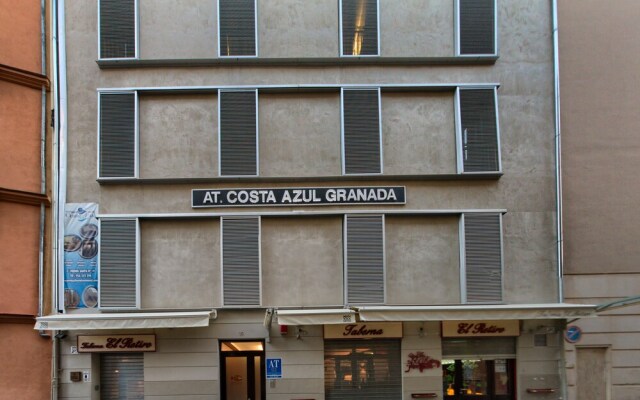 AT. COSTA AZUL GRANADA
Taberna El Retiro
Taberna
El Retiro
AT